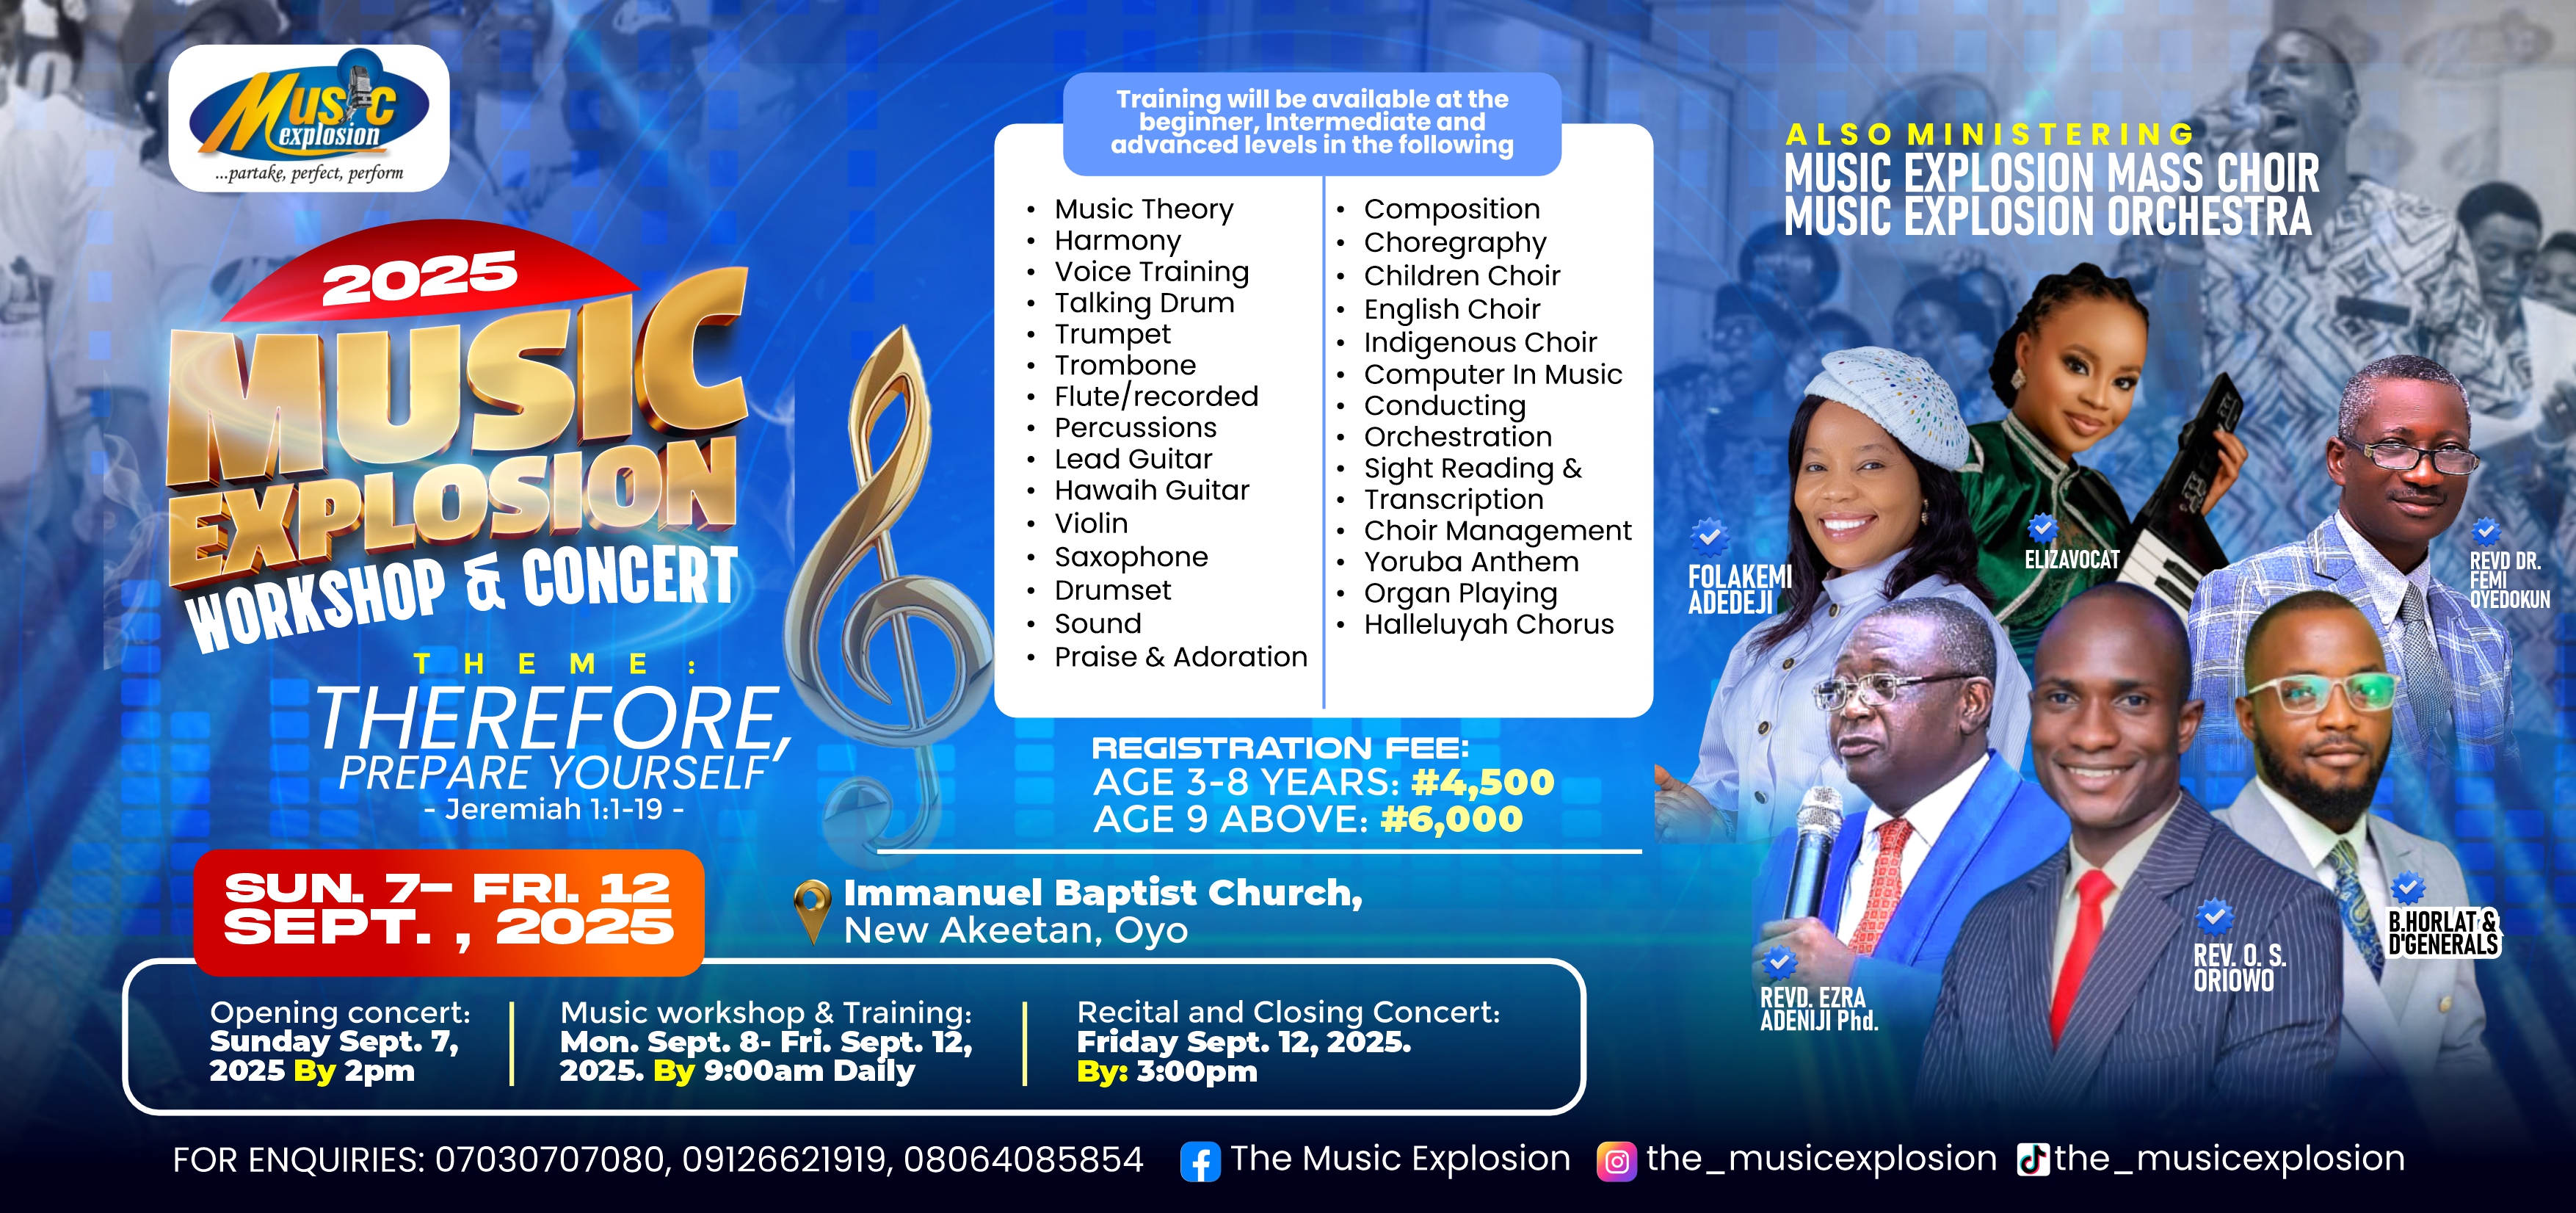 Music
explosion
...partake, perfect, perform
2025
MUSIC
EXPLOSION
WORKSHOP & CONCERT
THEME:
THEREFORE,
PREPARE YOURSELF
- Jeremiah 1:1-19 -
SUN. 7– FRI. 12
SEPT. , 2025
Training will be available at the
beginner, Intermediate and
advanced levels in the following
• Music Theory
• Harmony
• Voice Training
• Talking Drum
• Trumpet
• Trombone
• Flute/recorded
• Percussions
• Lead Guitar
• Hawaih Guitar
• Violin
• Saxophone
• Drumset
• Sound
• Praise & Adoration
• Composition
• Choregraphy
• Children Choir
• English Choir
• Indigenous Choir
• Computer In Music
• Conducting
• Orchestration
• Sight Reading &
• Transcription
• Choir Management
• Yoruba Anthem
• Organ Playing
• Halleluyah Chorus
REGISTRATION FEE:
AGE 3-8 YEARS: #4,500
AGE 9 ABOVE: #6,000
Immanuel Baptist Church,
New Akeetan, Oyo
Opening concert:
Sunday Sept. 7,
2025 By 2pm
Music workshop & Training:
Mon. Sept. 8- Fri. Sept. 12,
2025. By 9:00am Daily
Recital and Closing Concert:
Friday Sept. 12, 2025.
By: 3:00pm
ALSO MINISTERING
MUSIC EXPLOSION MASS CHOIR
MUSIC EXPLOSION ORCHESTRA
FOLAKEMI
ADEDEJI
ELIZAVOCAT
REVD DR.
FEMI
OYEDOKUN
REVD. EZRA
ADENIJI Phd.
REV. O. S.
ORIOWO
B.HORLAT &
D'GENERALS
FOR ENQUIRIES: 07030707080, 09126621919, 08064085854
The Music Explosion
the_musicexplosion
the_musicexplosion